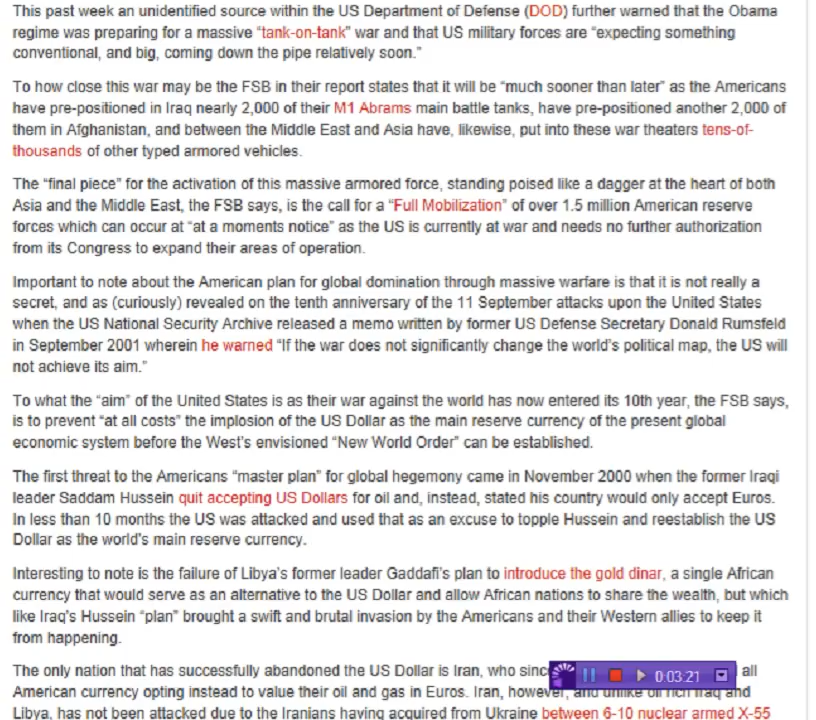 This past week an unidentified source within the US Department of Defense (DOD) further warned that the Obama
regime was preparing for a massive “tank-on-tank” war and that US military forces are “expecting something
conventional, and big, coming down the pipe relatively soon.”
To how close this war may be the FSB in their report states that it will be “much sooner than later” as the Americans
have pre-positioned in Iraq nearly 2,000 of their M1 Abrams main battle tanks, have pre-positioned another 2,000 of
them in Afghanistan, and between the Middle East and Asia have, likewise, put into these war theaters tens-of-
thousands of other typed armored vehicles.
The “final piece” for the activation of this massive armored force, standing poised like a dagger at the heart of both
Asia and the Middle East, the FSB says, is the call for a “Full Mobilization” of over 1.5 million American reserve
forces which can occur at “at a moments notice” as the US is currently at war and needs no further authorization
from its Congress to expand their areas of operation.
Important to note about the American plan for global domination through massive warfare is that it is not really a
secret, and as (curiously) revealed on the tenth anniversary of the 11 September attacks upon the United States
when the US National Security Archive released a memo written by former US Defense Secretary Donald Rumsfeld
in September 2001 wherein he warned “If the war does not significantly change the world’s political map, the US will
not achieve its aim.”
To what the “aim” of the United States is as their war against the world has now entered its 10th year, the FSB says,
is to prevent “at all costs” the implosion of the US Dollar as the main reserve currency of the present global
economic system before the West’s envisioned “New World Order” can be established.
The first threat to the Americans “master plan” for global hegemony came in November 2000 when the former Iraqi
leader Saddam Hussein quit accepting US Dollars for oil and, instead, stated his country would only accept Euros.
In less than 10 months the US was attacked and used that as an excuse to topple Hussein and reestablish the US
Dollar as the world’s main reserve currency.
Interesting to note is the failure of Libya’s former leader Gaddafi’s plan to introduce the gold dinar, a single African
currency that would serve as an alternative to the US Dollar and allow African nations to share the wealth, but which
like Iraq’s Hussein “plan” brought a swift and brutal invasion by the Americans and their Western allies to keep it
from happening.
The only nation that has successfully abandoned the US Dollar is Iran, who since all
0:03:21
American currency opting instead to value their oil and gas in Euros. Iran, however, and unlike oil rich Iraq and
Libya, has not been attacked due to the Iranians having acquired from Ukraine between 6-10 nuclear armed X-55